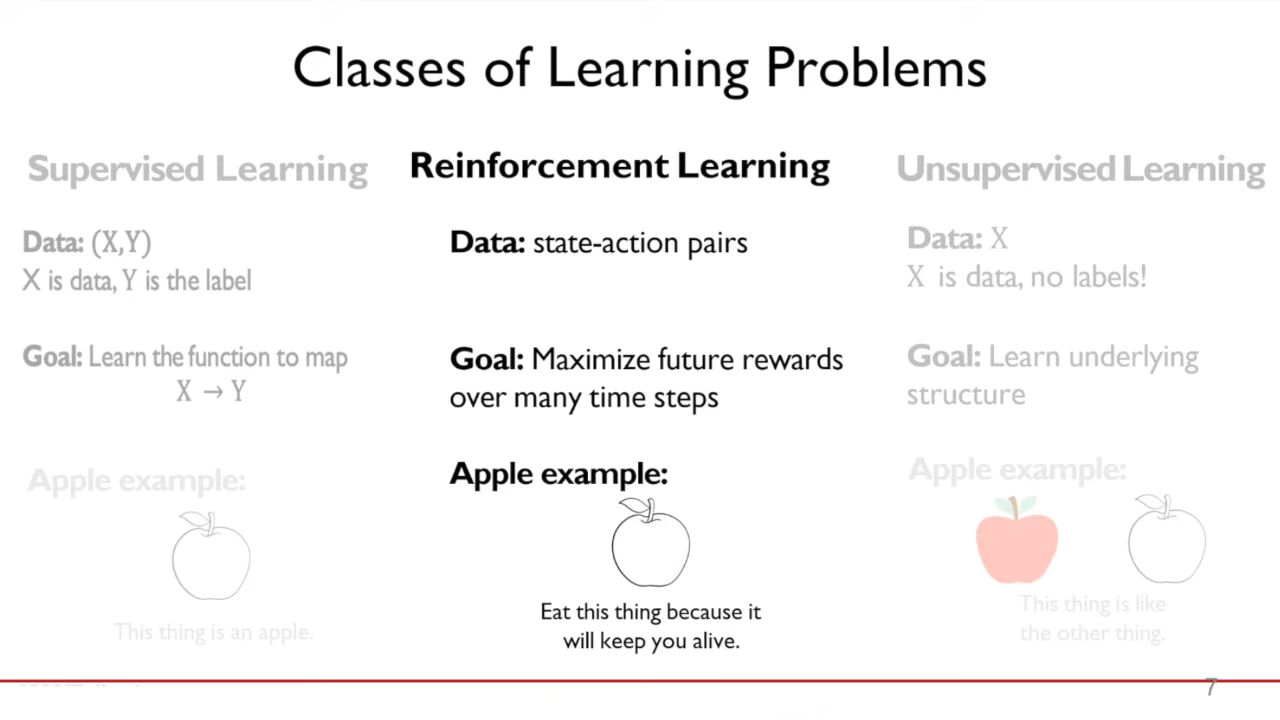 Classes of Learning Problems
Supervised Learning
Data: (X,Y)
X is data, Y is the label
Goal: Learn the function to map
X → Y
Apple example:
This thing is an apple.
Reinforcement Learning
Data: state-action pairs
Goal: Maximize future rewards
over many time steps
Apple example:
Eat this thing because it
will keep you alive.
Unsupervised Learning
Data: X
X is data, no labels!
Goal: Learn underlying
structure
Apple example:
This thing is like
the other thing.
7